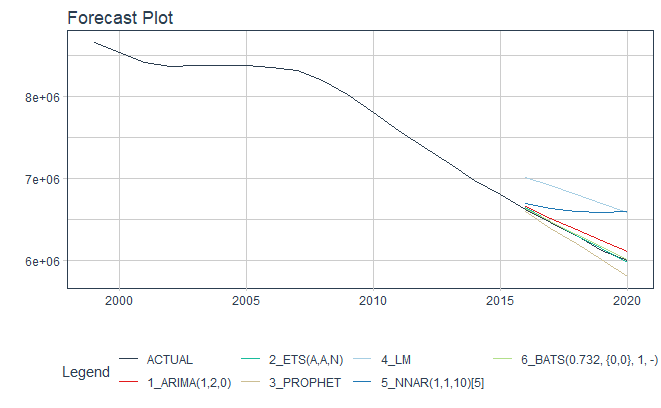 Forecast Plot
8e+06
7e+06
6e+06
2000 2005 2010 2015 2020
Legend
ACTUAL 2_ETS(A,A,N) 4_LM 6_BATS(0.732, {0,0}, 1, -)
1_ARIMA(1,2,0) 3_PROPHET 5_NNAR(1,1,10)[5]